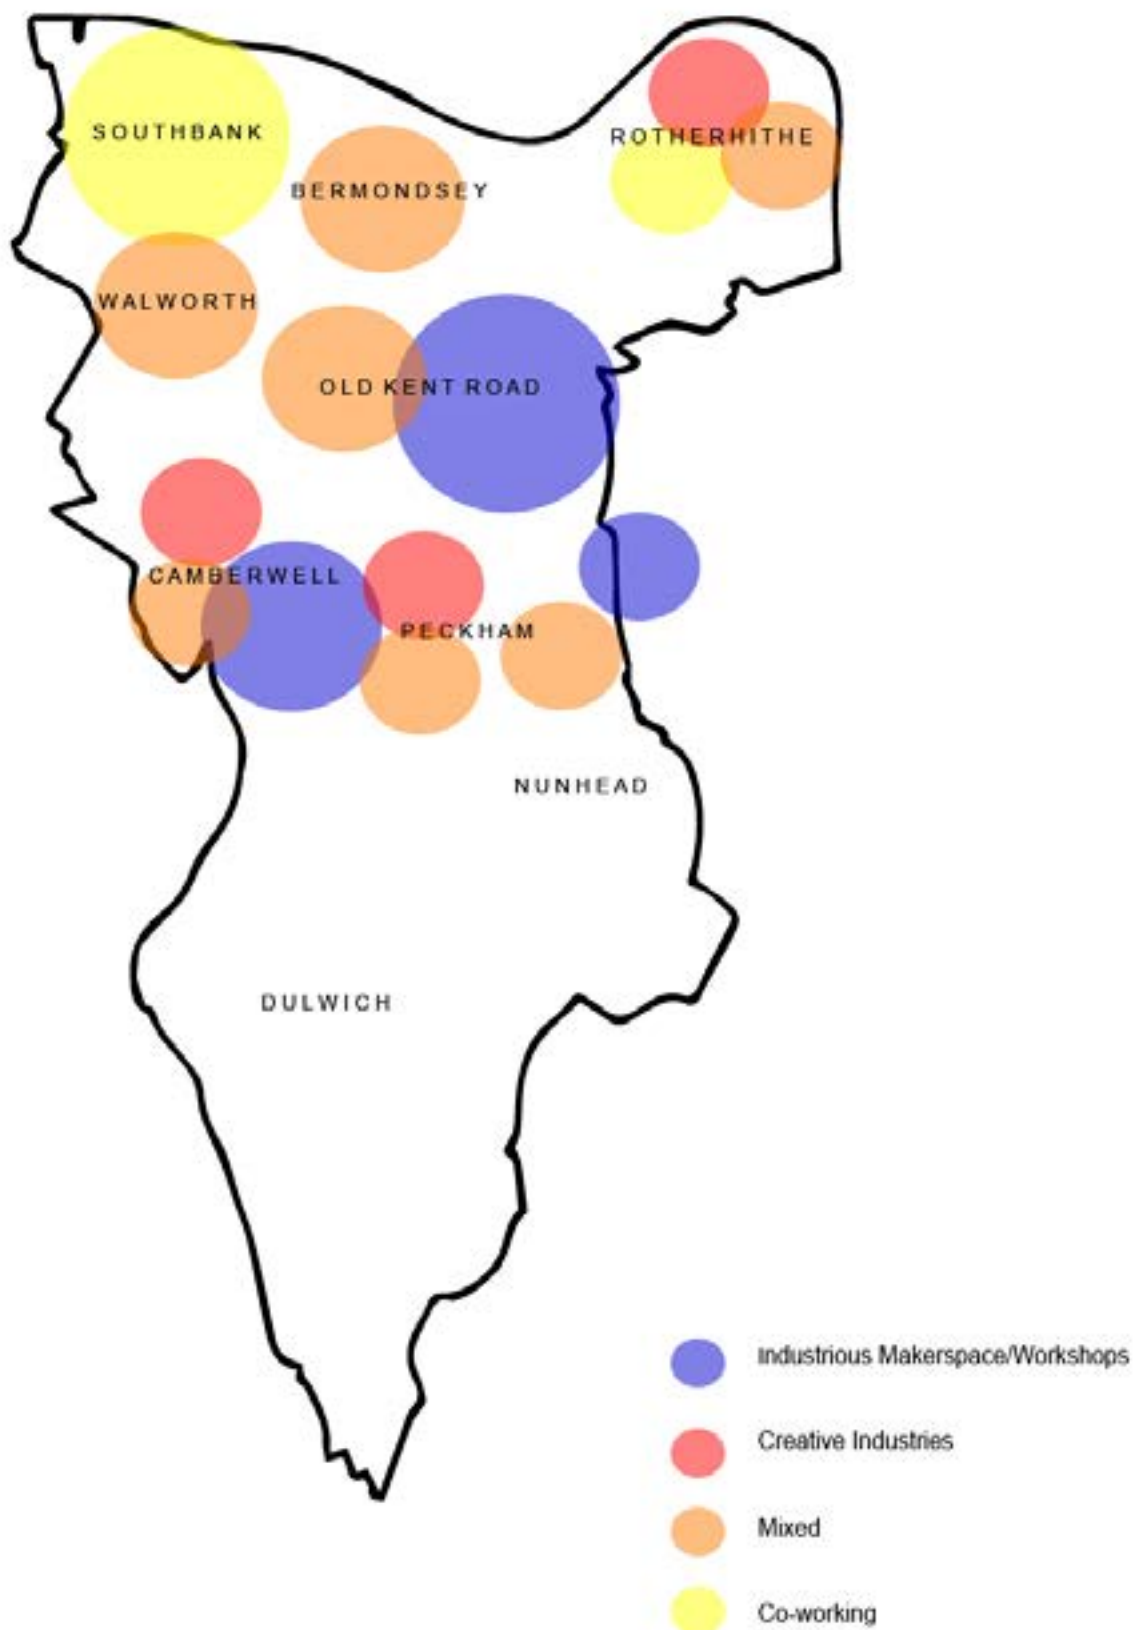 SOUTHBANK
ROTHERHITHE
BERMONDSEY
WALWORTH
OLD KENT ROAD
CAMBERWELL
PECKHAM
NUNHEAD
DULWICH
Industrious Makerspace/Workshops
Creative Industries
Mixed
Co-working